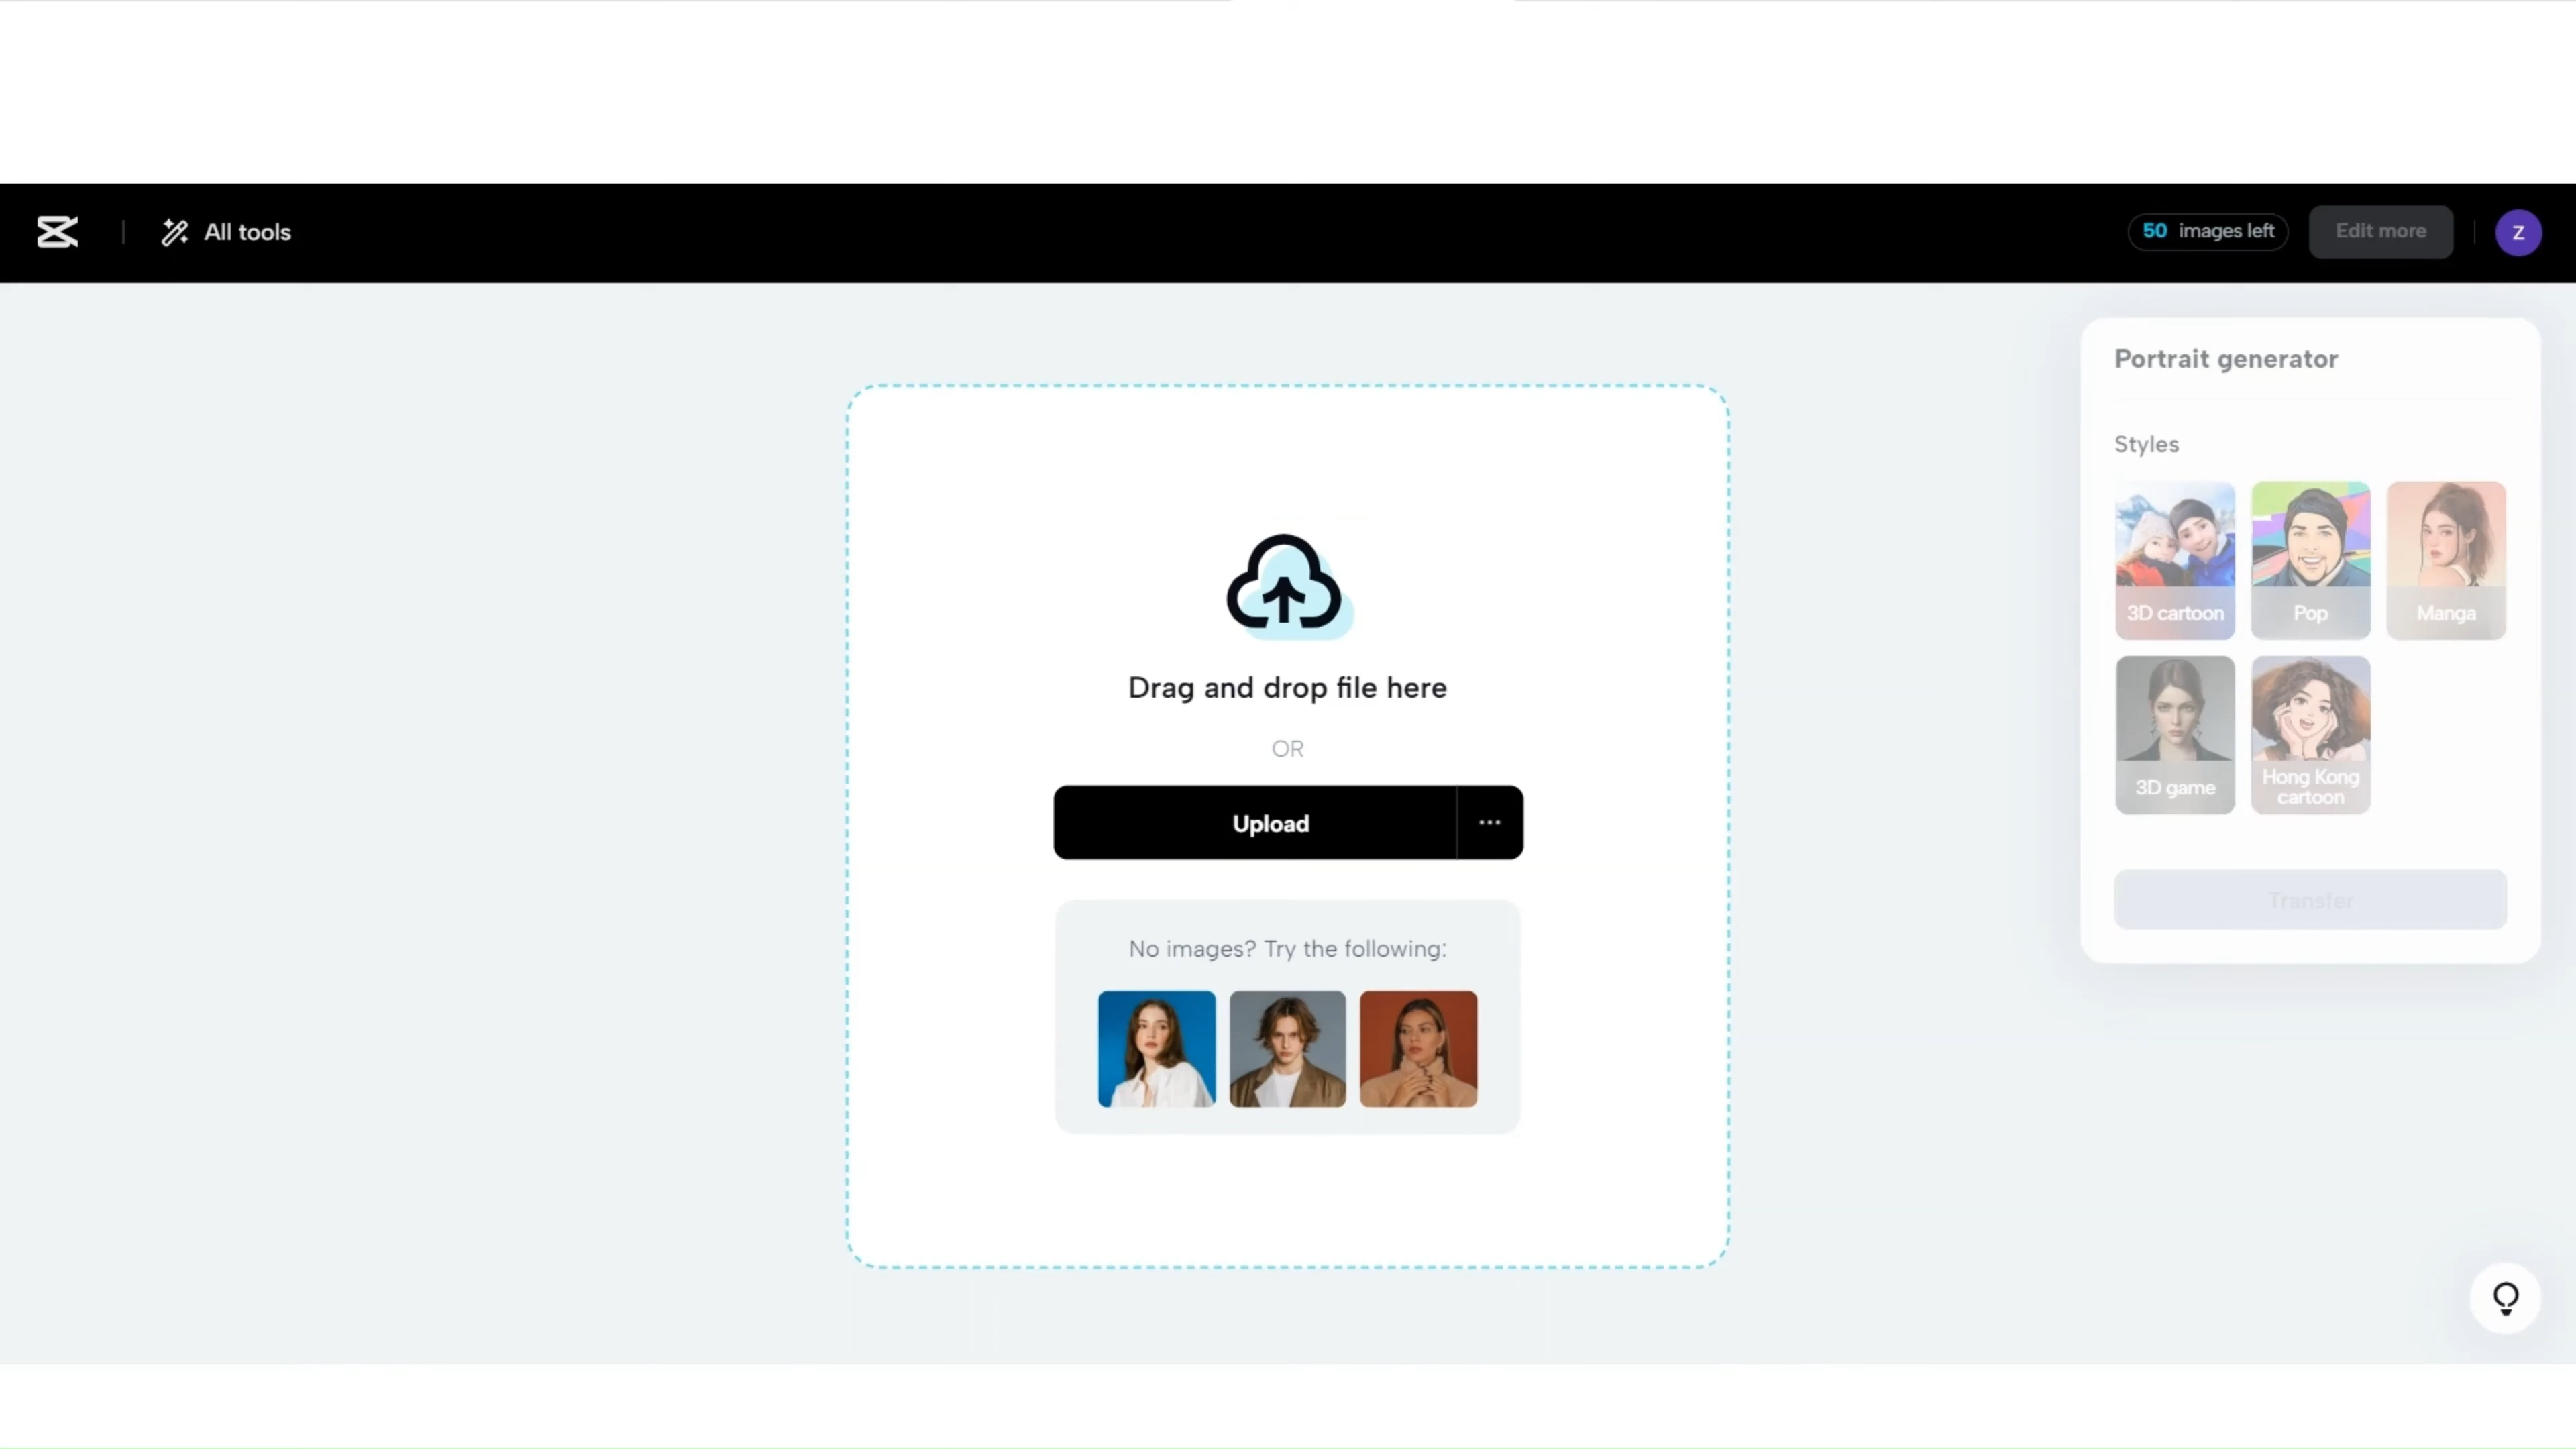 All tools
50 images left
Edit more
Z
Portrait generator
Styles
3D cartoon
Pop
Manga
3D game
Hong Kong
cartoon
Transfer
Drag and drop file here
OR
Upload
No images? Try the following: